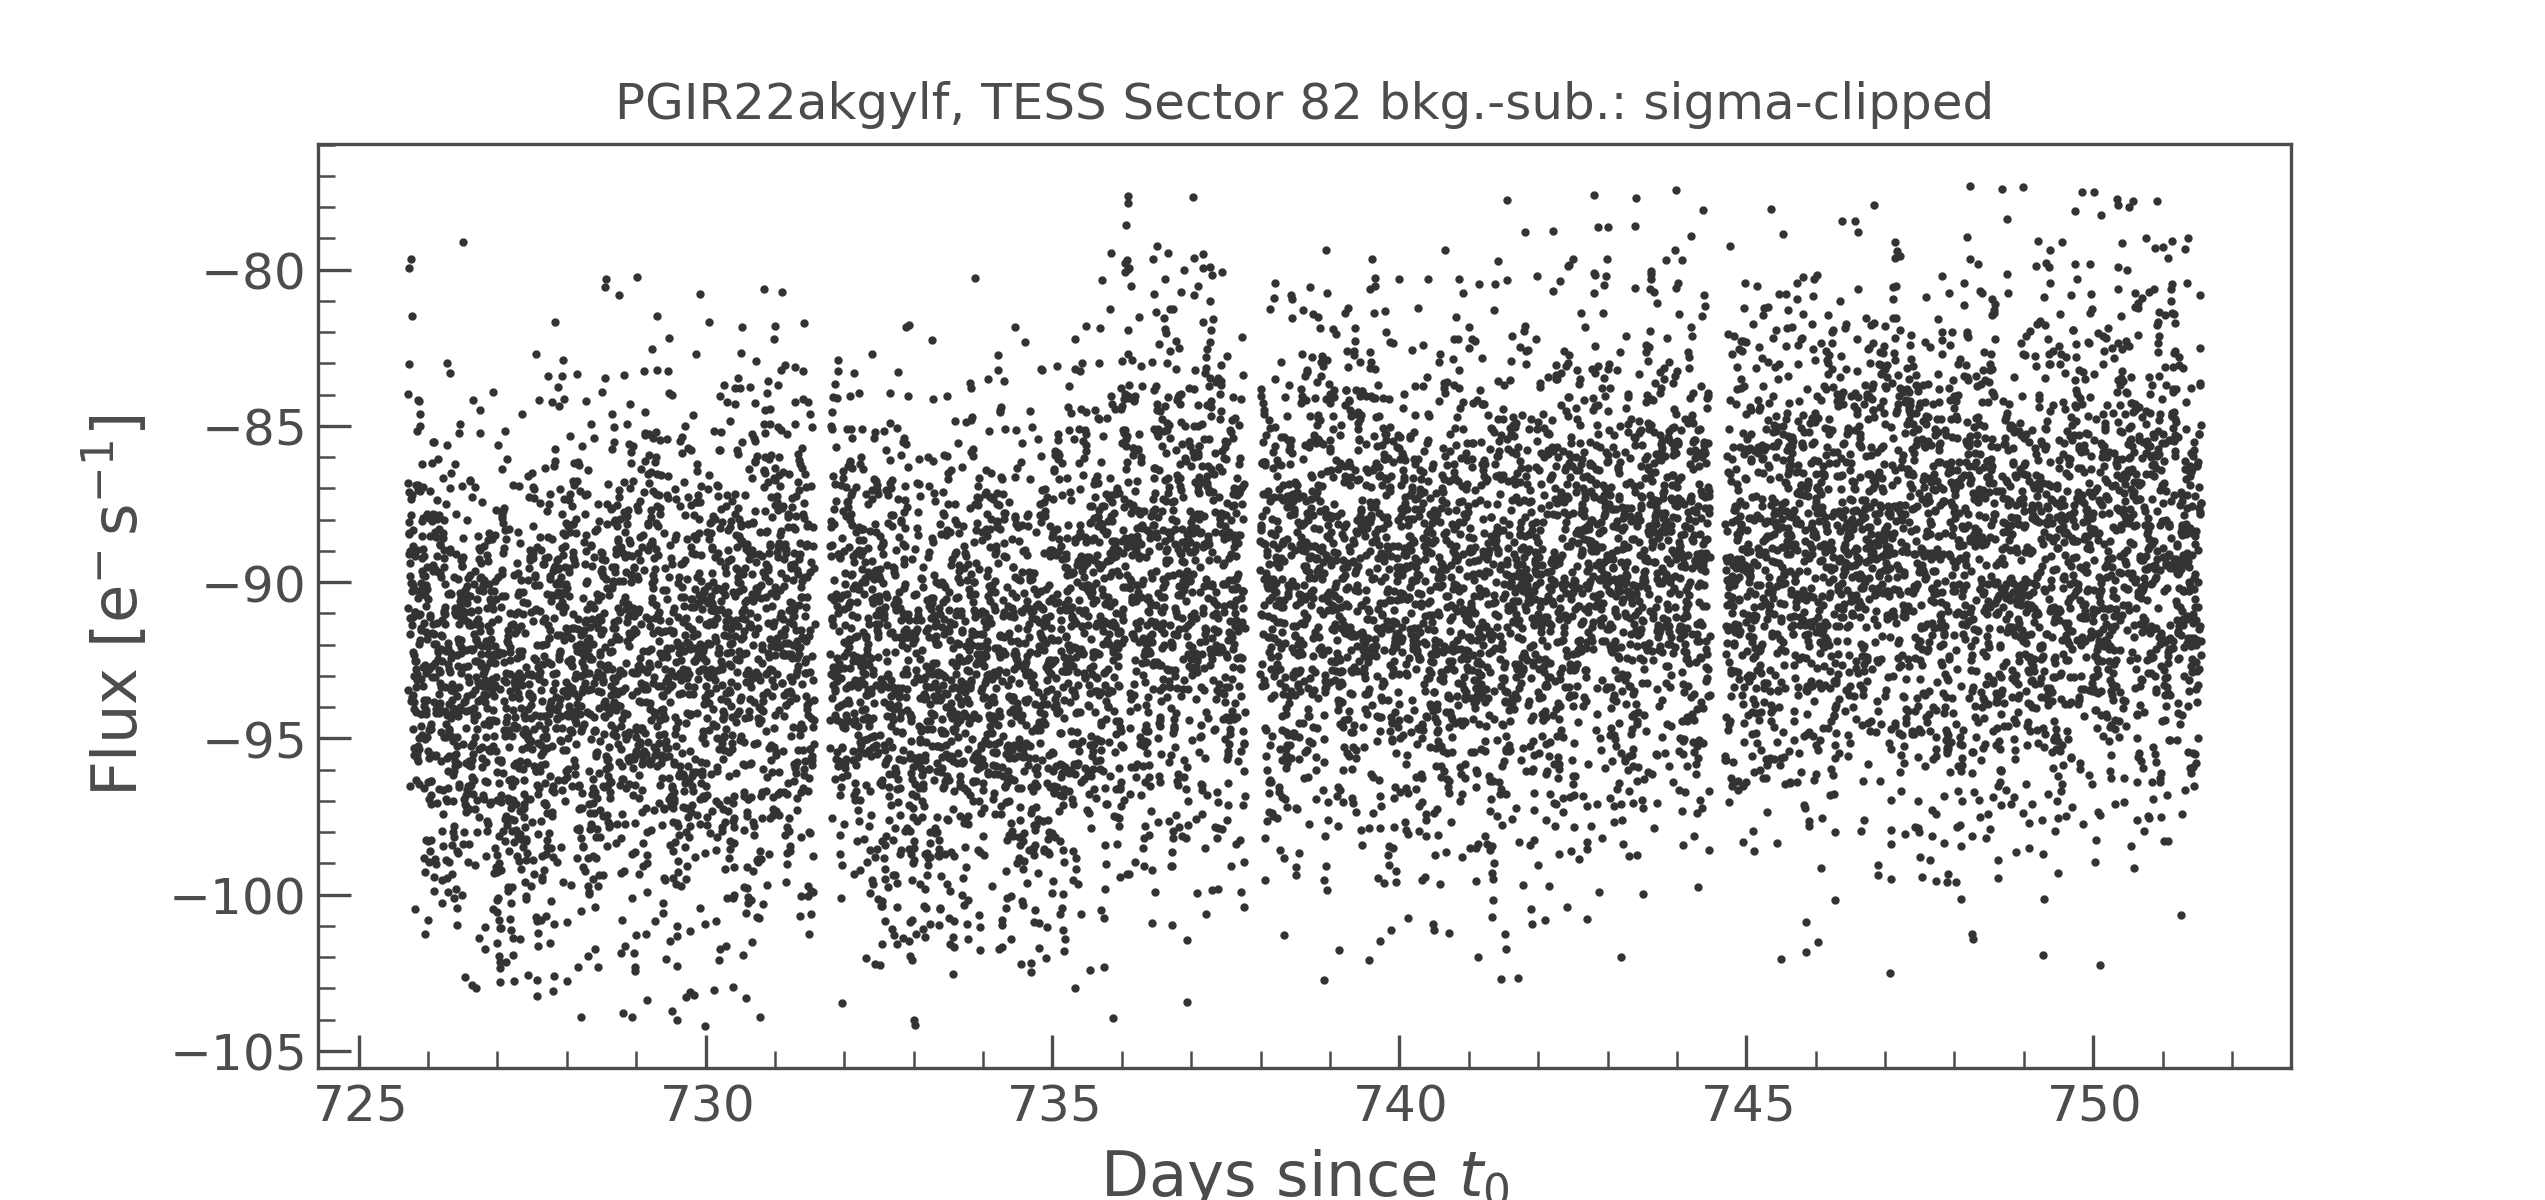 PGIR22akgylf, TESS Sector 82 bkg.-sub.: sigma-clipped
Flux [e⁻ s⁻¹]
−80
−85
−90
−95
−100
−105
725 730 735 740 745 750
Days since t₀